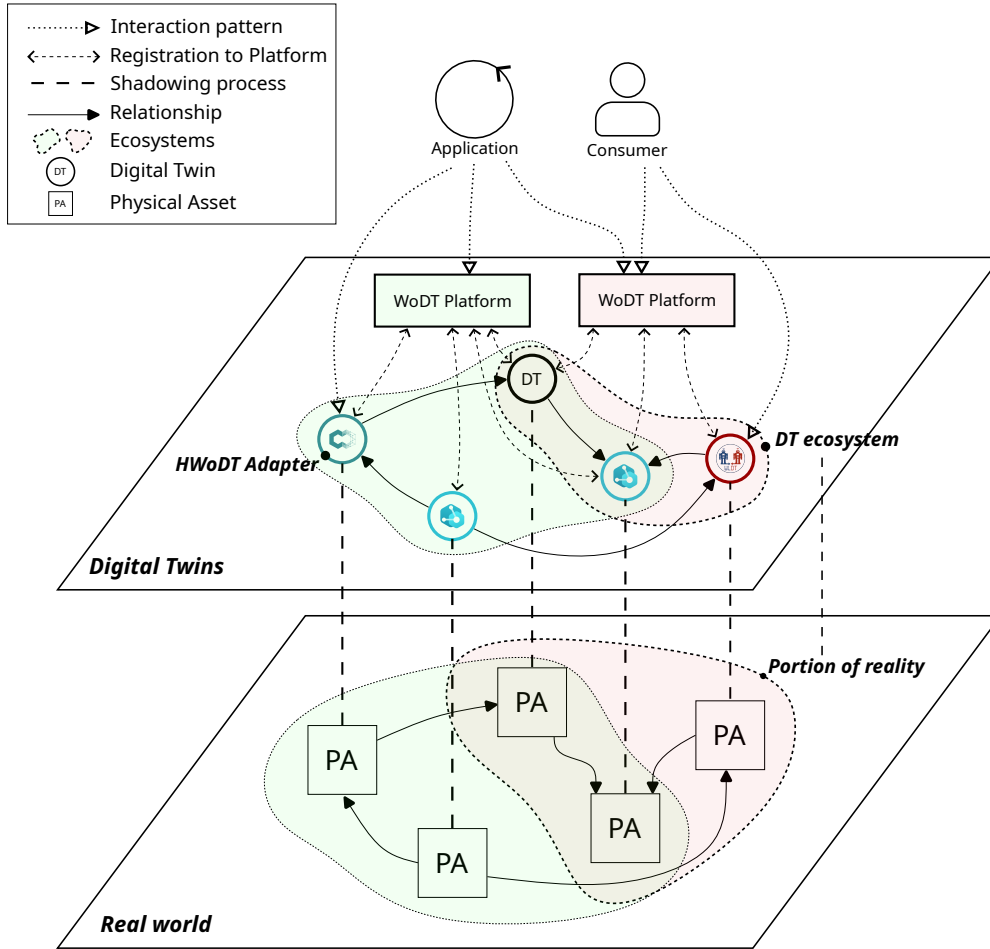 Interaction pattern
Registration to Platform
Shadowing process
Relationship
Ecosystems
DT
Digital Twin
PA
Physical Asset
Application
Consumer
WoDT Platform
WoDT Platform
DT
HWoDT Adapter
DT ecosystem
WLDT
Digital Twins
Portion of reality
PA
PA
PA
PA
PA
Real world